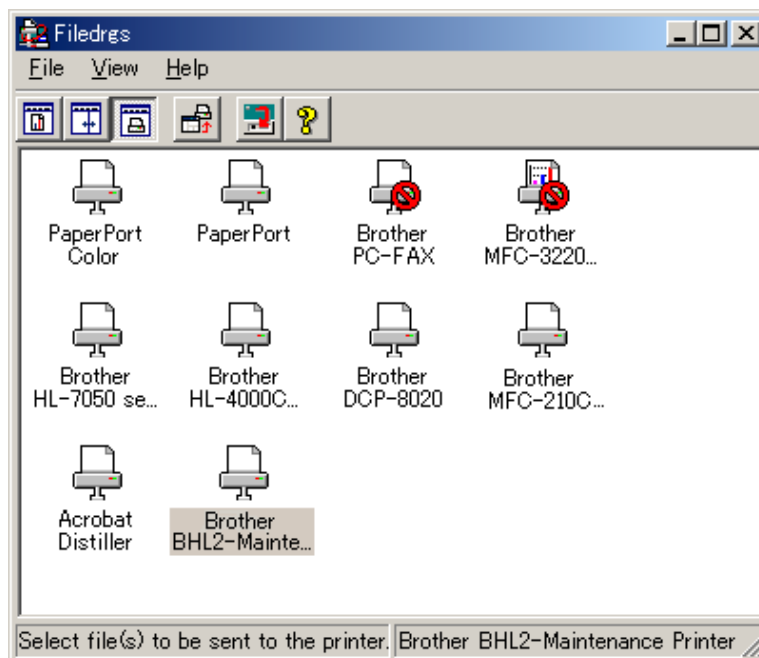 Filedrgs
File View Help
PaperPort
Color
PaperPort
Brother
PC-FAX
Brother
MFC-3220...
Brother
HL-7050 se...
Brother
HL-4000C...
Brother
DCP-8020
Brother
MFC-210C...
Acrobat
Distiller
Brother
BHL2-Mainte...
Select file(s) to be sent to the printer. Brother BHL2-Maintenance Printer